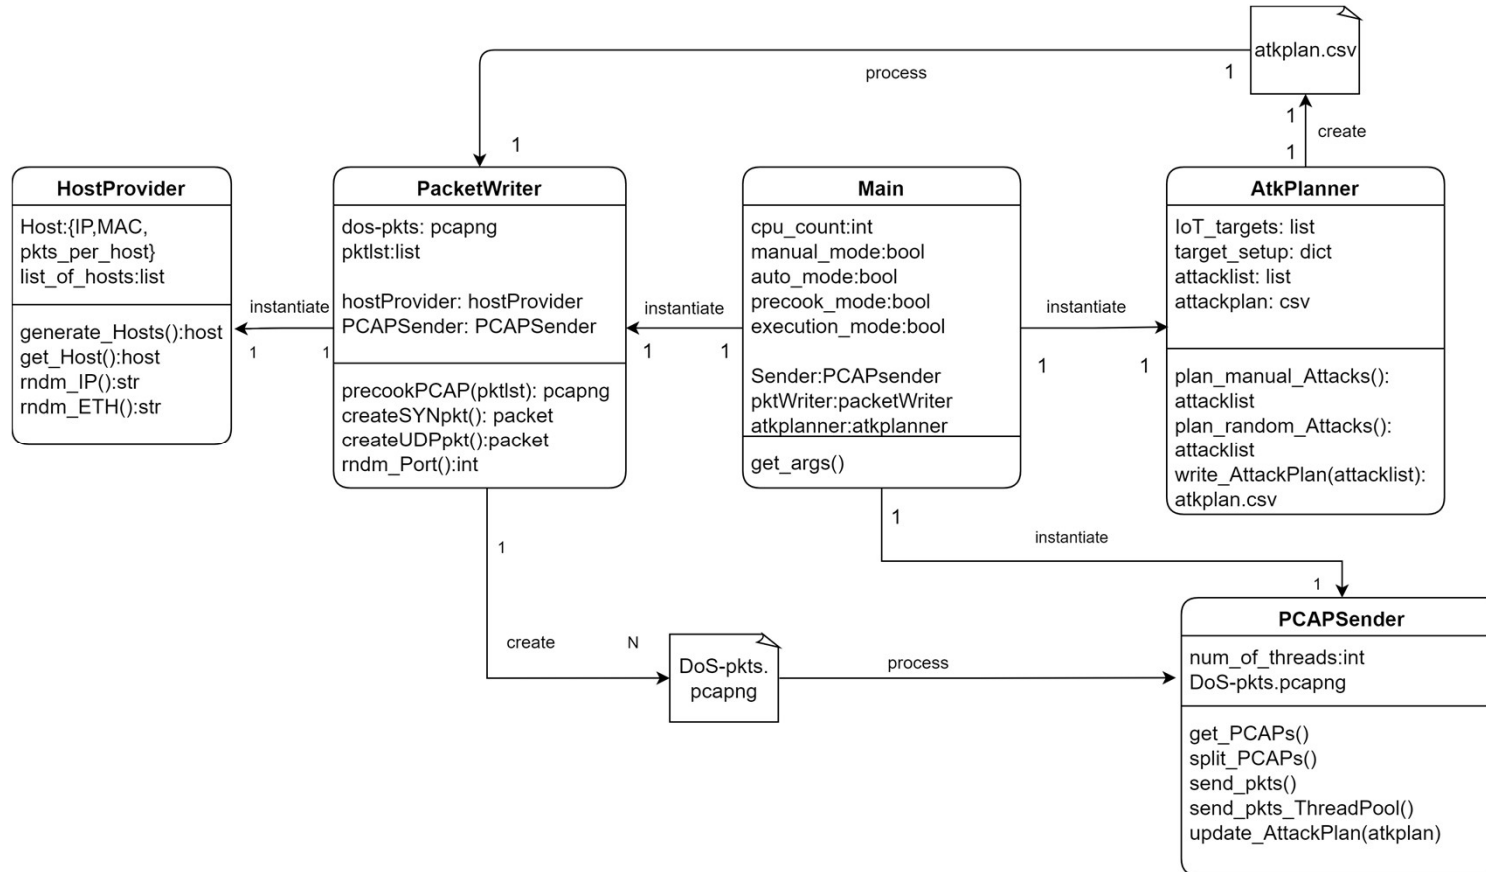 atkplan.csv
process
1
1
1
create
1
HostProvider
Host:{IP,MAC,
pkts_per_host}
list_of_hosts:list
generate_Hosts():host
get_Host():host
rndm_IP():str
rndm_ETH():str
instantiate
1
1
PacketWriter
dos-pkts: pcapng
pktlst:list
hostProvider: hostProvider
PCAPSender: PCAPSender
precookPCAP(pktlst): pcapng
createSYNpkt(): packet
createUDPpkt():packet
rndm_Port():int
instantiate
1
1
Main
cpu_count:int
manual_mode:bool
auto_mode:bool
precook_mode:bool
execution_mode:bool
Sender:PCAPsender
pktWriter:packetWriter
atkplanner:atkplanner
get_args()
instantiate
1
1
AtkPlanner
IoT_targets: list
target_setup: dict
attacklist: list
attackplan: csv
plan_manual_Attacks():
attacklist
plan_random_Attacks():
attacklist
write_AttackPlan(attacklist):
atkplan.csv
1
instantiate
1
1
create
N
DoS-pkts.
pcapng
process
PCAPSender
num_of_threads:int
DoS-pkts.pcapng
get_PCAPs()
split_PCAPs()
send_pkts()
send_pkts_ThreadPool()
update_AttackPlan(atkplan)